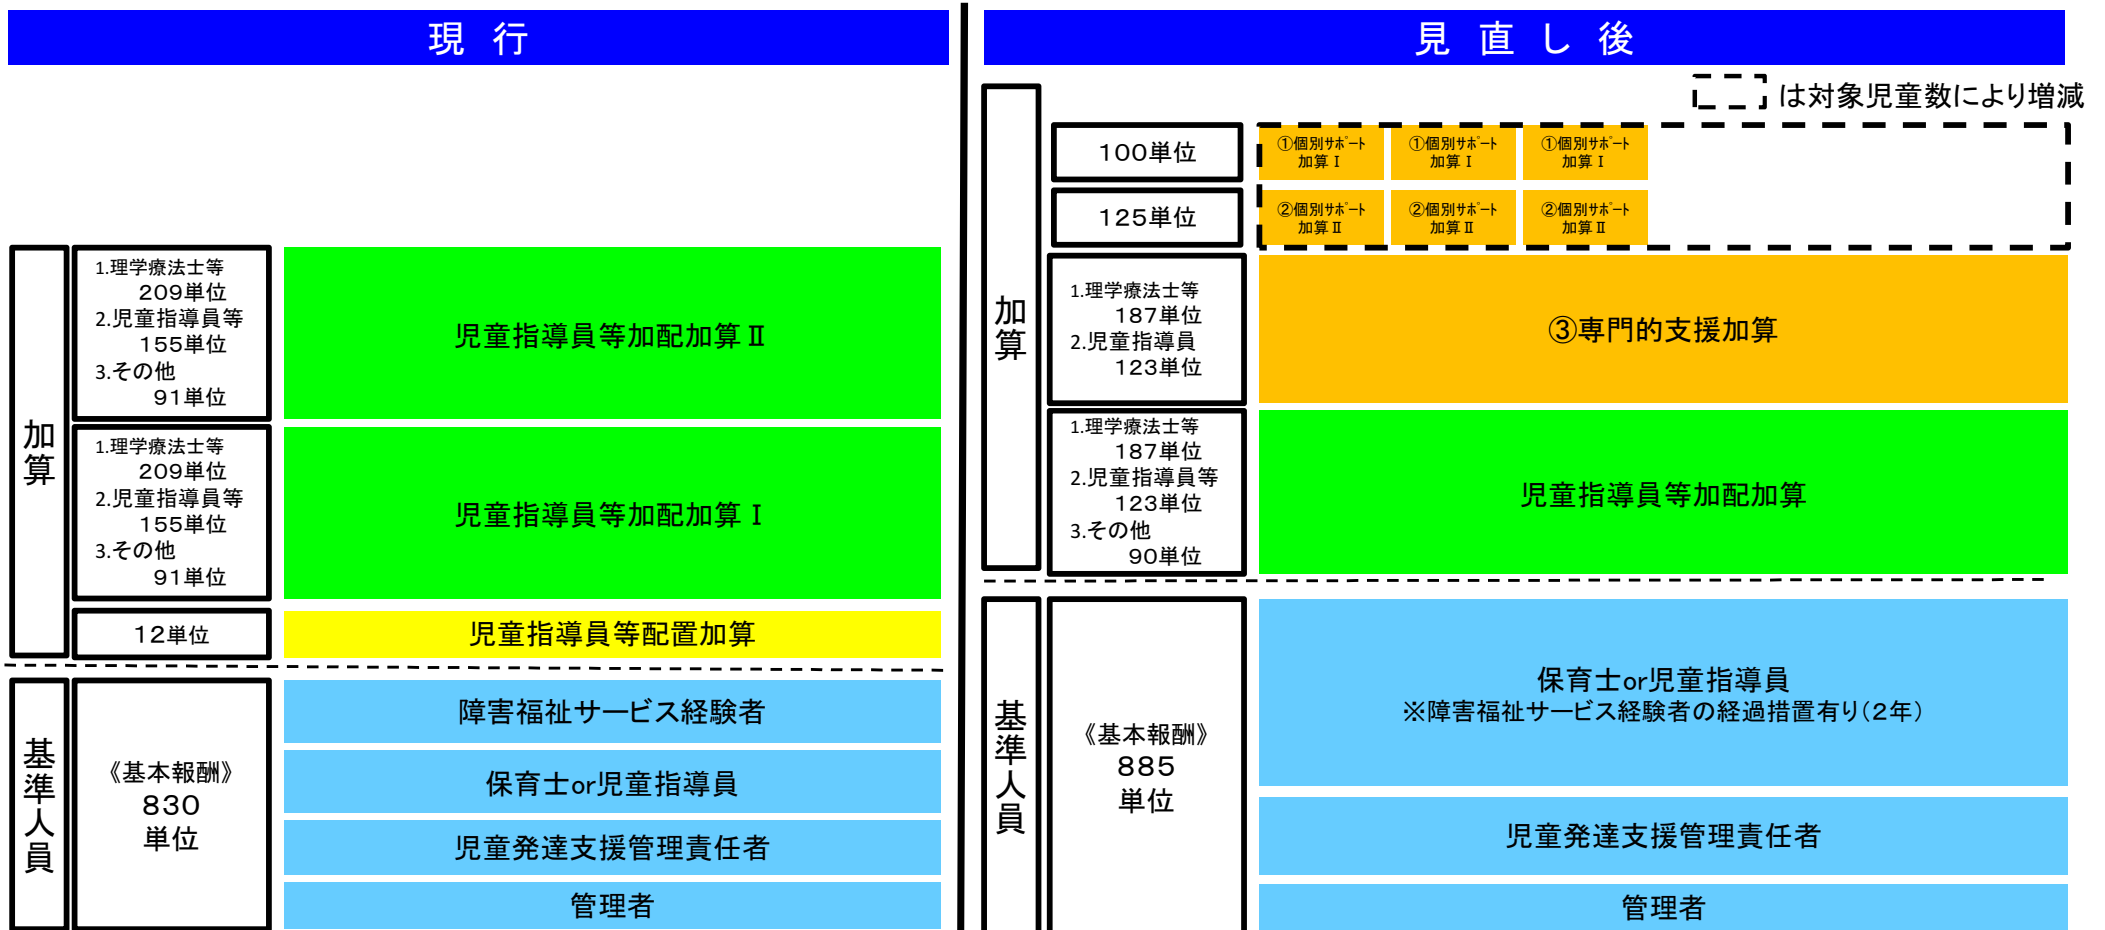 現 行
加算
1.理学療法士等
209単位
2.児童指導員等
155単位
3.その他
91単位
児童指導員等加配加算Ⅱ
1.理学療法士等
209単位
2.児童指導員等
155単位
3.その他
91単位
児童指導員等加配加算Ⅰ
12単位
児童指導員等配置加算
基準人員
《基本報酬》
830
単位
障害福祉サービス経験者
保育士or児童指導員
児童発達支援管理責任者
管理者
見 直 し 後
は対象児童数により増減
加算
100単位
①個別サポート
加算Ⅰ
①個別サポート
加算Ⅰ
①個別サポート
加算Ⅰ
125単位
②個別サポート
加算Ⅱ
②個別サポート
加算Ⅱ
②個別サポート
加算Ⅱ
1.理学療法士等
187単位
2.児童指導員
123単位
③専門的支援加算
1.理学療法士等
187単位
2.児童指導員等
123単位
3.その他
90単位
児童指導員等加配加算
基準人員
《基本報酬》
885
単位
保育士or児童指導員
※障害福祉サービス経験者の経過措置有り(2年)
児童発達支援管理責任者
管理者